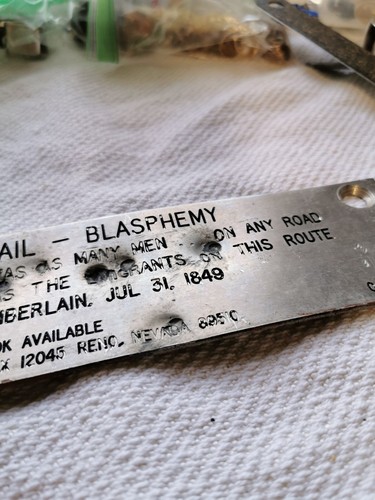 AIL - BLASPHEMY
AS AS MANY MEN ON ANY ROAD
S THE EMIGRANTS ON THIS ROUTE
MBERLAIN, JUL 31, 1849
OK AVAILABLE
X 12045 RENO, NEVADA